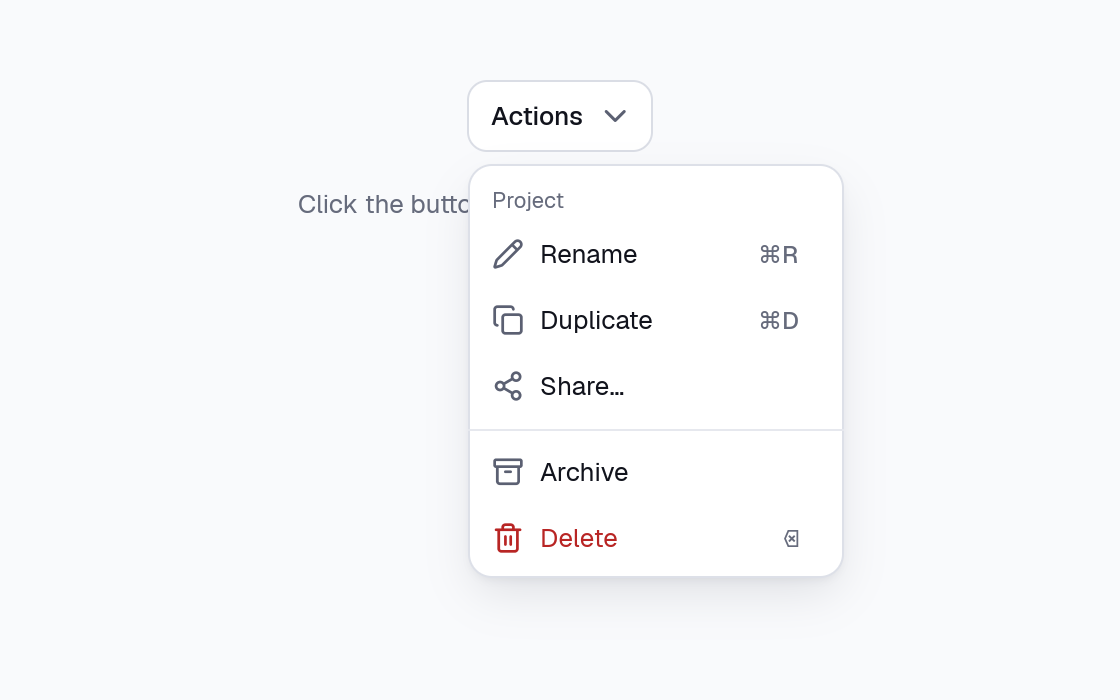 Actions
Click the butto
Project
Rename ⌘R
Duplicate ⌘D
Share…
Archive
Delete ⌫